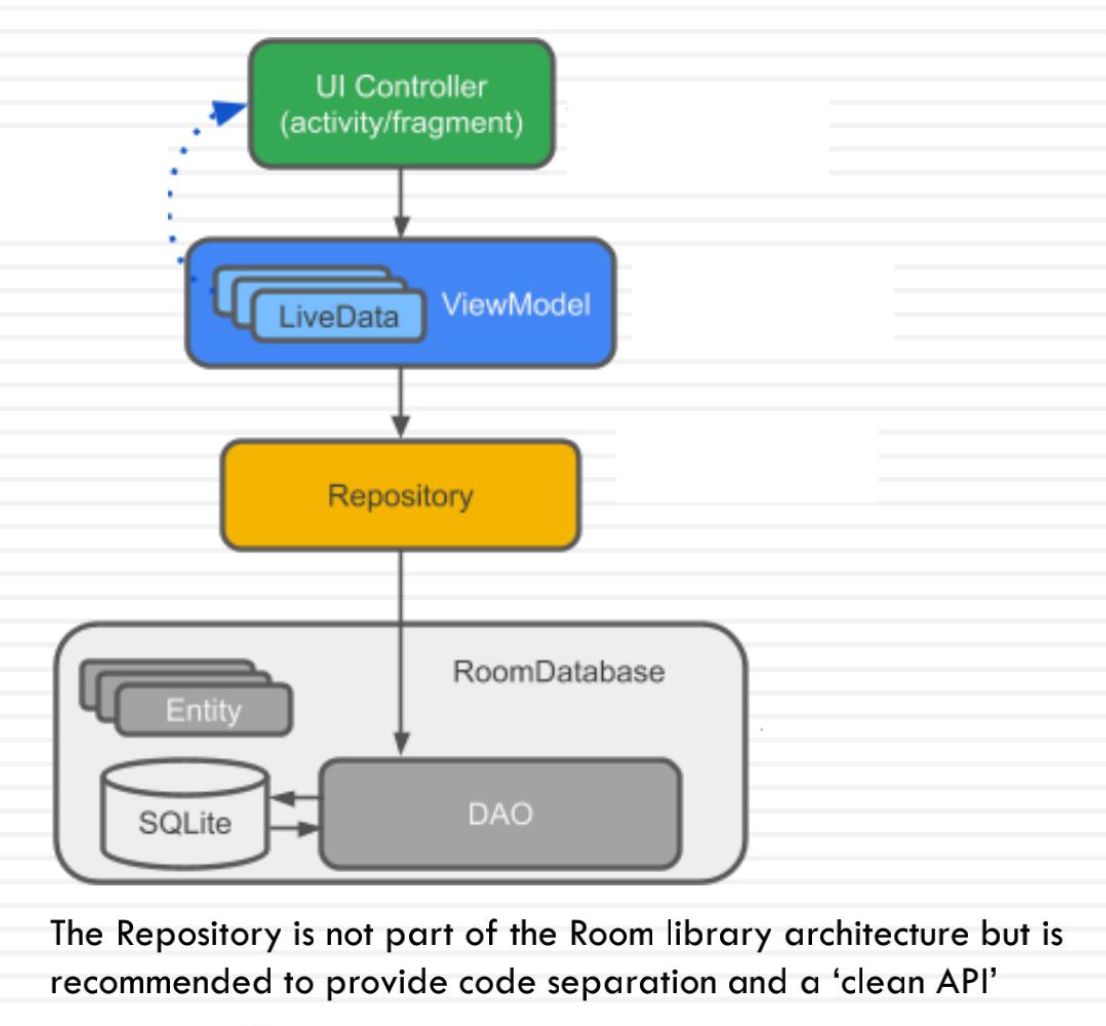 UI Controller
(activity/fragment)
LiveData
ViewModel
Repository
RoomDatabase
Entity
SQLite
DAO
The Repository is not part of the Room library architecture but is
recommended to provide code separation and a ‘clean API’